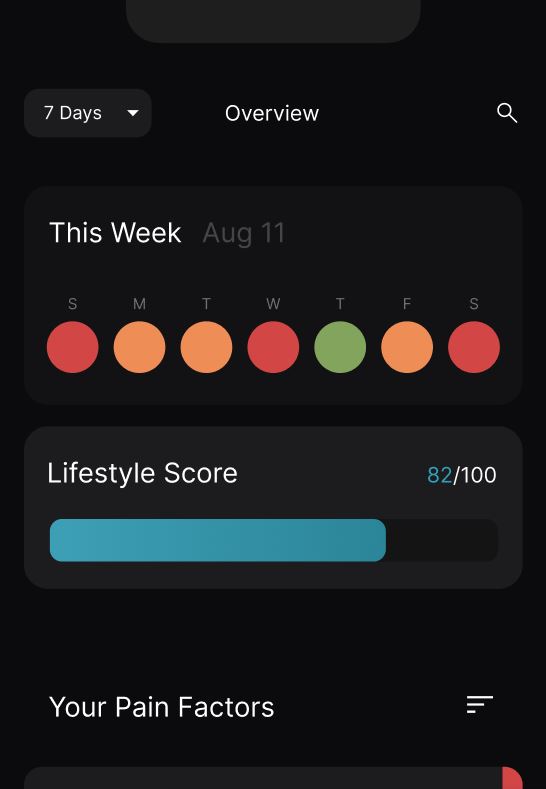 7 Days
Overview
This Week Aug 11
S M T W T F S
Lifestyle Score 82/100
Your Pain Factors